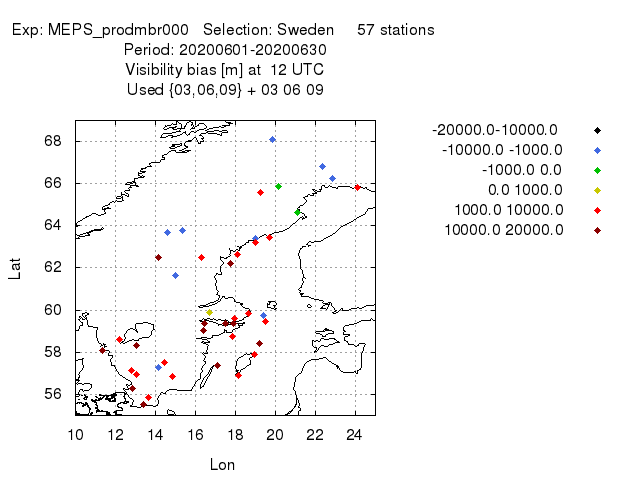 Exp: MEPS_prodmbr000 Selection: Sweden 57 stations
Period: 20200601-20200630
Visibility bias [m] at 12 UTC
Used {03,06,09} + 03 06 09
-20000.0-10000.0
-10000.0 -1000.0
-1000.0 0.0
0.0 1000.0
1000.0 10000.0
10000.0 20000.0
Lat
68
66
64
62
60
58
56
10 12 14 16 18 20 22 24
Lon